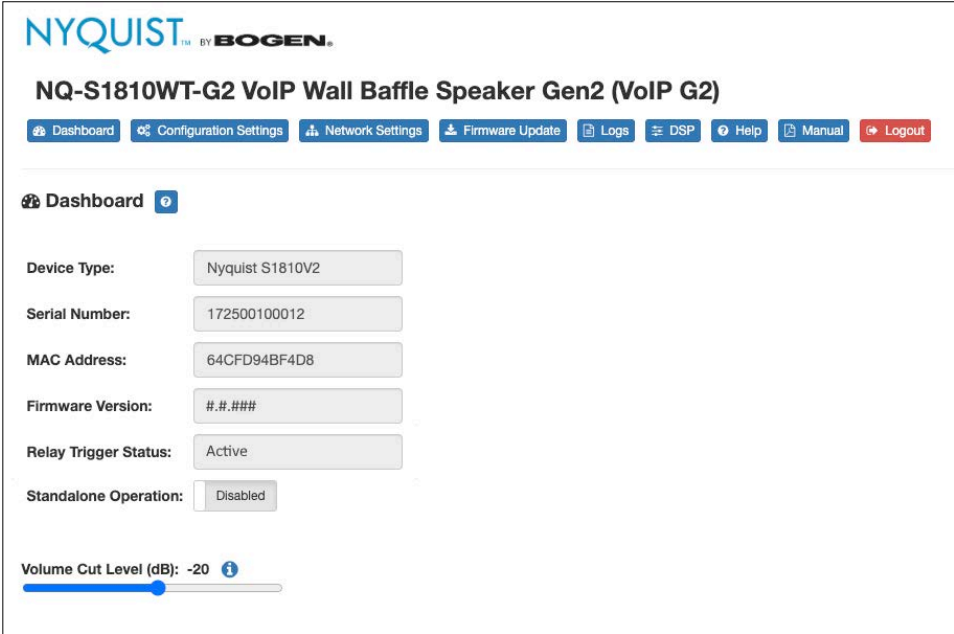 NYQUIST™ BY BOGEN®
NQ-S1810WT-G2 VoIP Wall Baffle Speaker Gen2 (VoIP G2)
Dashboard Configuration Settings Network Settings Firmware Update Logs DSP Help Manual Logout
Dashboard
Device Type: Nyquist S1810V2
Serial Number: 172500100012
MAC Address: 64CFD94BF4D8
Firmware Version: #.#.###
Relay Trigger Status: Active
Standalone Operation: Disabled
Volume Cut Level (dB): -20